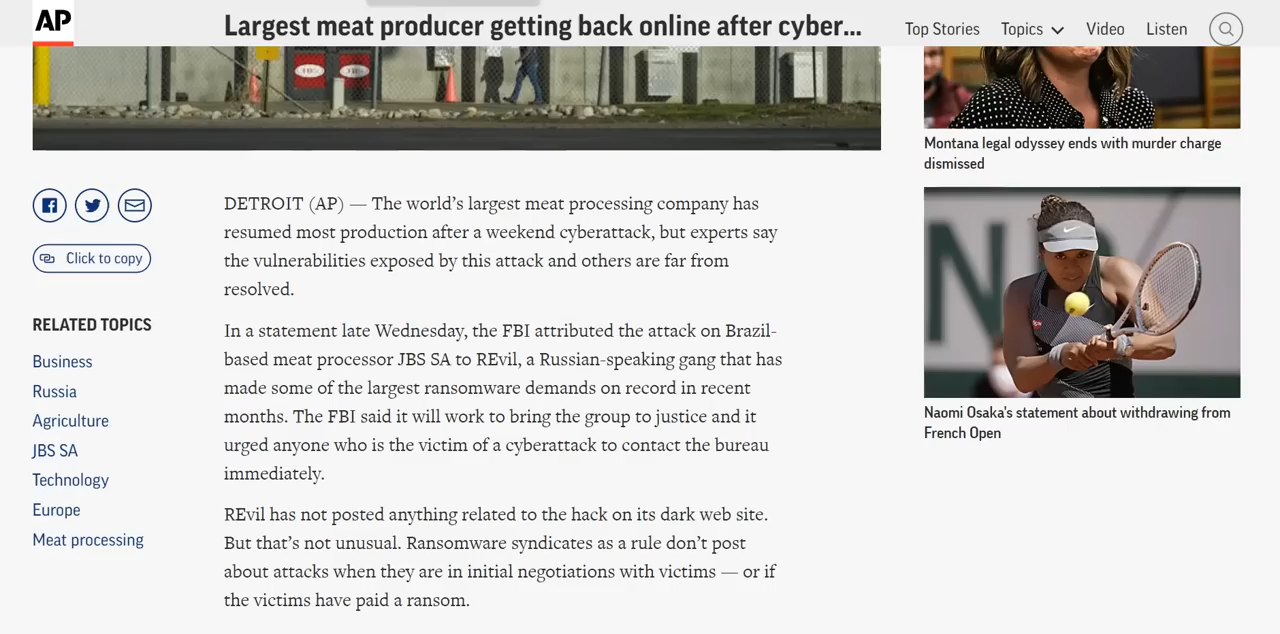 AP
Largest meat producer getting back online after cyber...
Top Stories
Topics
Video
Listen
Click to copy
RELATED TOPICS
Business
Russia
Agriculture
JBS SA
Technology
Europe
Meat processing
DETROIT (AP) — The world’s largest meat processing company has
resumed most production after a weekend cyberattack, but experts say
the vulnerabilities exposed by this attack and others are far from
resolved.
In a statement late Wednesday, the FBI attributed the attack on Brazil-
based meat processor JBS SA to REvil, a Russian-speaking gang that has
made some of the largest ransomware demands on record in recent
months. The FBI said it will work to bring the group to justice and it
urged anyone who is the victim of a cyberattack to contact the bureau
immediately.
REvil has not posted anything related to the hack on its dark web site.
But that’s not unusual. Ransomware syndicates as a rule don’t post
about attacks when they are in initial negotiations with victims — or if
the victims have paid a ransom.
Montana legal odyssey ends with murder charge
dismissed
Naomi Osaka's statement about withdrawing from
French Open